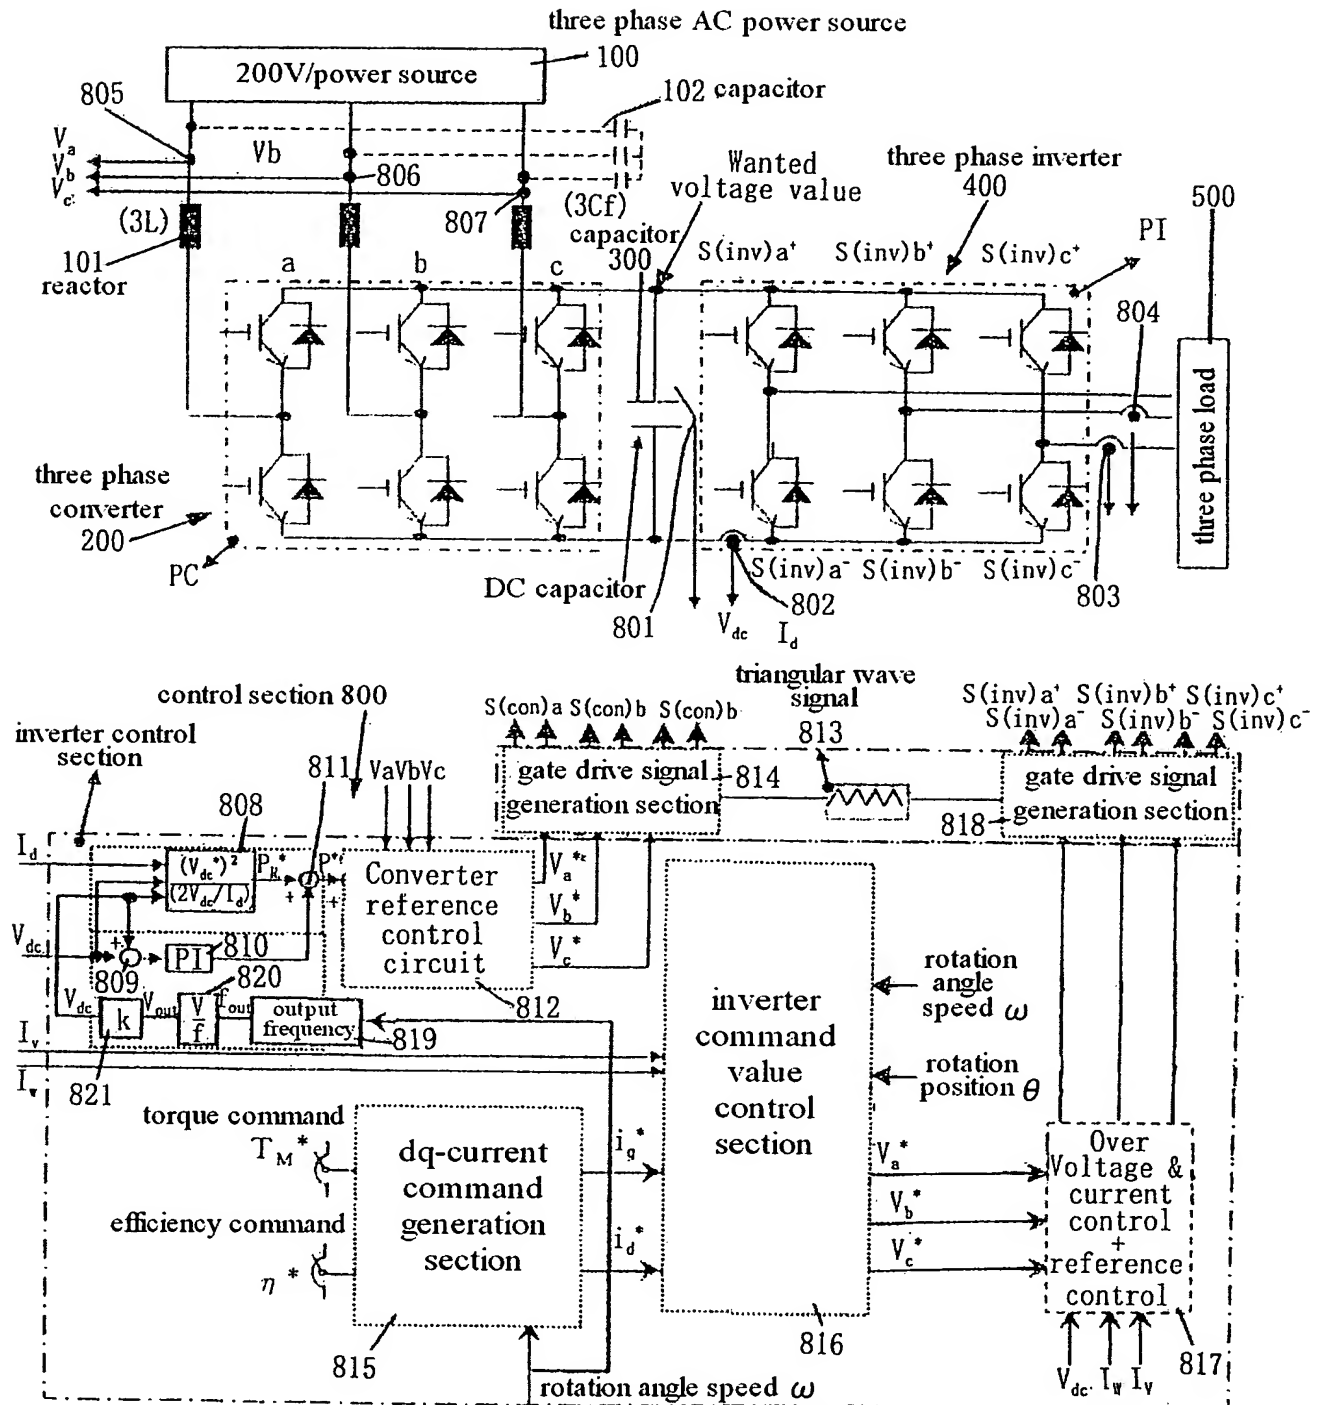 three phase AC power source
100
200V/power source
102 capacitor
805
Va
Vb
Vc
Vb
806
807
(3L)
(3Cf)
101
reactor
capacitor
300
Wanted
voltage value
three phase inverter
400
500
PI
804
S(inv)a⁺ S(inv)b⁺ S(inv)c⁺
a b c
three phase load
three phase
converter
200
PC
DC capacitor
801
S(inv)a⁻ S(inv)b⁻ S(inv)c⁻
802
803
Vdc Id
control section 800
inverter control
section
triangular wave
signal
813
S(con)a S(con)b S(con)b
S(inv)a⁺ S(inv)b⁺ S(inv)c⁺
S(inv)a⁻ S(inv)b⁻ S(inv)c⁻
gate drive signal
generation section
814
gate drive signal
generation section
818
808
811
VaVbVc
Id
(Vdc*)²
(2Vdc/Id)
+
+
Converter
reference
control
circuit
812
Va**
Vb*
Vc*
Vdc
+
809
PI
810
820
Vdc
k
Vout
V
f
fout
output
frequency
819
821
Iv
inverter
command
value
control
section
816
rotation
angle
speed ω
rotation
position θ
torque command
TM*
efficiency command
η*
dq-current
command
generation
section
815
iq*
id*
Va*
Vb*
Vc*
Over
Voltage &
current
control
+
reference
control
817
Vdc IW IV
rotation angle speed ω